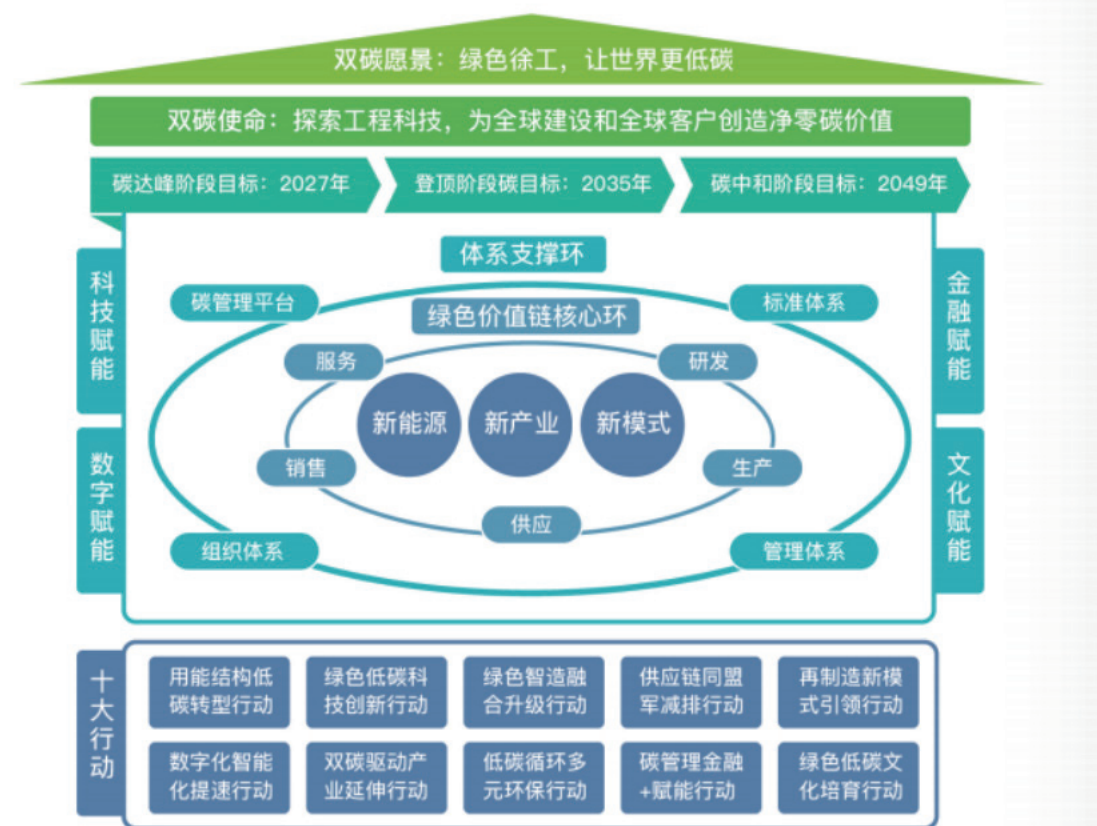 双碳愿景：绿色徐工，让世界更低碳
双碳使命：探索工程科技，为全球建设和全球客户创造净零碳价值
碳达峰阶段目标：2027年
登顶阶段碳目标：2035年
碳中和阶段目标：2049年
科技赋能
数字赋能
体系支撑环
碳管理平台
标准体系
绿色价值链核心环
服务
研发
新能源
新产业
新模式
销售
生产
供应
组织体系
管理体系
金融赋能
文化赋能
十大行动
用能结构低
碳转型行动
绿色低碳科
技创新行动
绿色智造融
合升级行动
供应链同盟
军减排行动
再制造新模
式引领行动
数字化智能
化提速行动
双碳驱动产
业延伸行动
低碳循环多
元环保行动
碳管理金融
+赋能行动
绿色低碳文
化培育行动